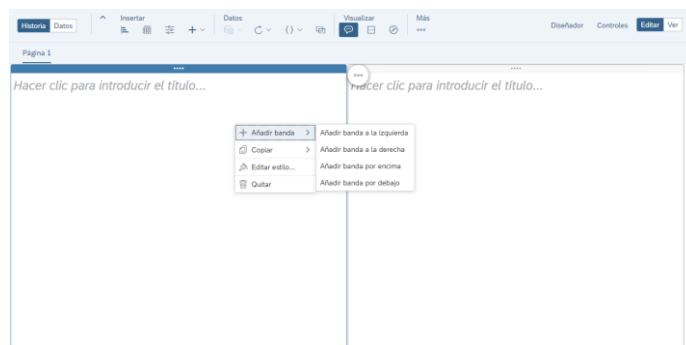 Historia Datos Insertar Datos Visualizar Más Diseñador Controles Editar Ver
Página 1
Hacer clic para introducir el título...
Hacer clic para introducir el título...
Añadir banda
Copiar
Editar estilo...
Quitar
Añadir banda a la izquierda
Añadir banda a la derecha
Añadir banda por encima
Añadir banda por debajo